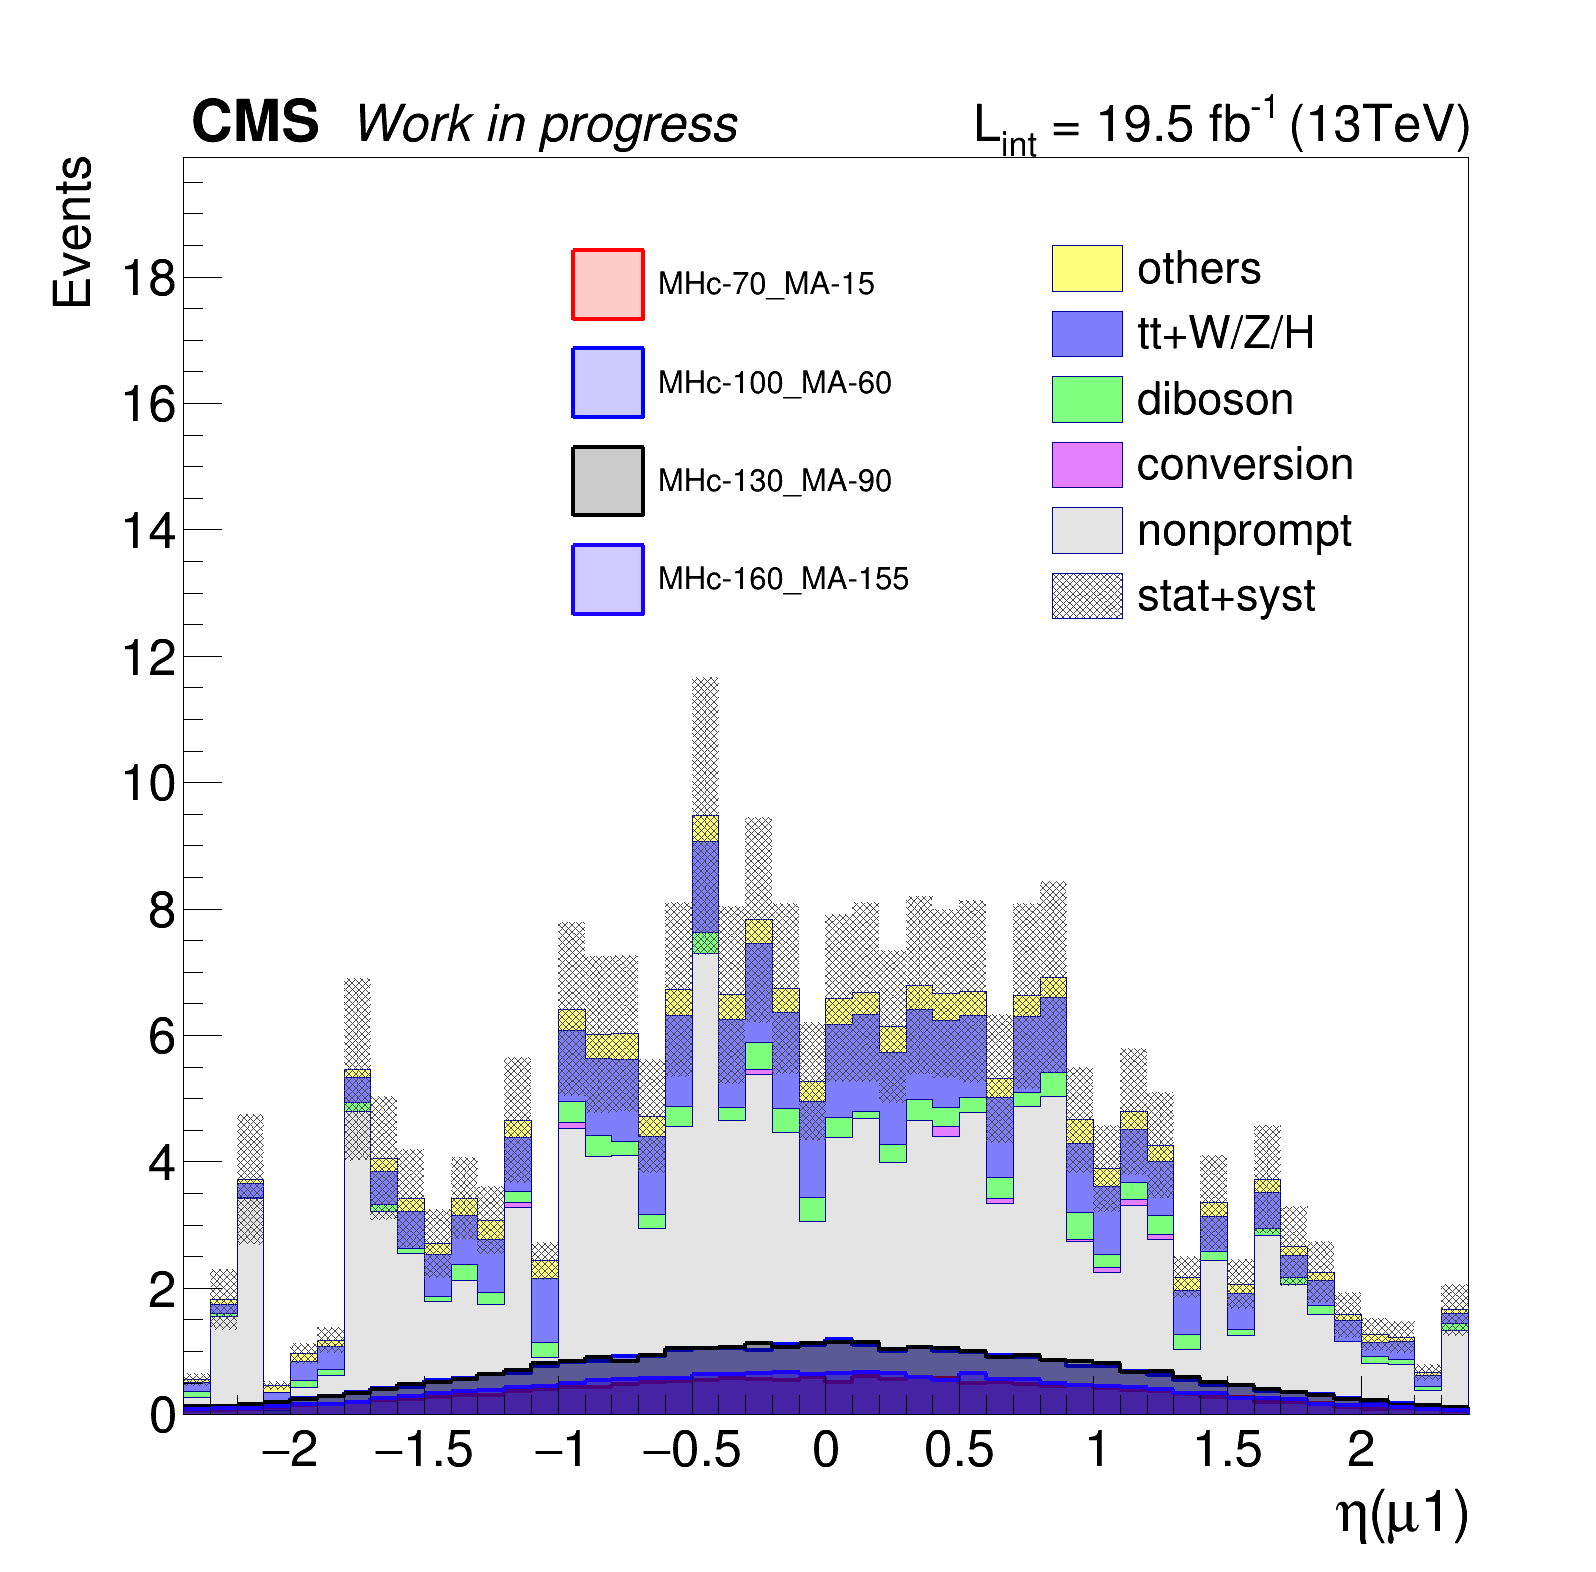 CMS Work in progress
L_int = 19.5 fb^-1 (13TeV)
Events
18
16
14
12
10
8
6
4
2
0
MHc-70_MA-15
MHc-100_MA-60
MHc-130_MA-90
MHc-160_MA-155
others
tt+W/Z/H
diboson
conversion
nonprompt
stat+syst
−2 −1.5 −1 −0.5 0 0.5 1 1.5 2
η(μ1)